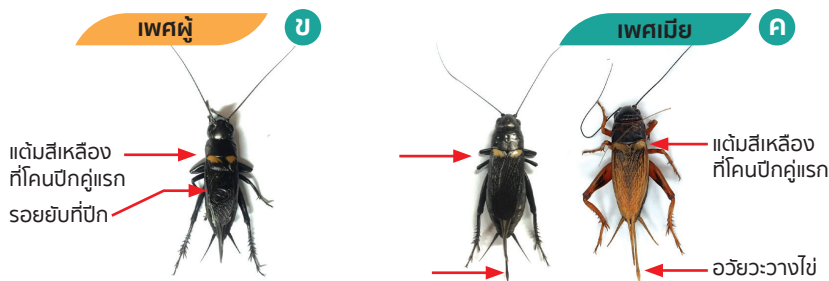 เพศผู้
ข
เพศเมีย
ค
แต้มสีเหลือง
ที่โคนปีกคู่แรก
รอยยับที่ปีก
แต้มสีเหลือง
ที่โคนปีกคู่แรก
อวัยวะวางไข่